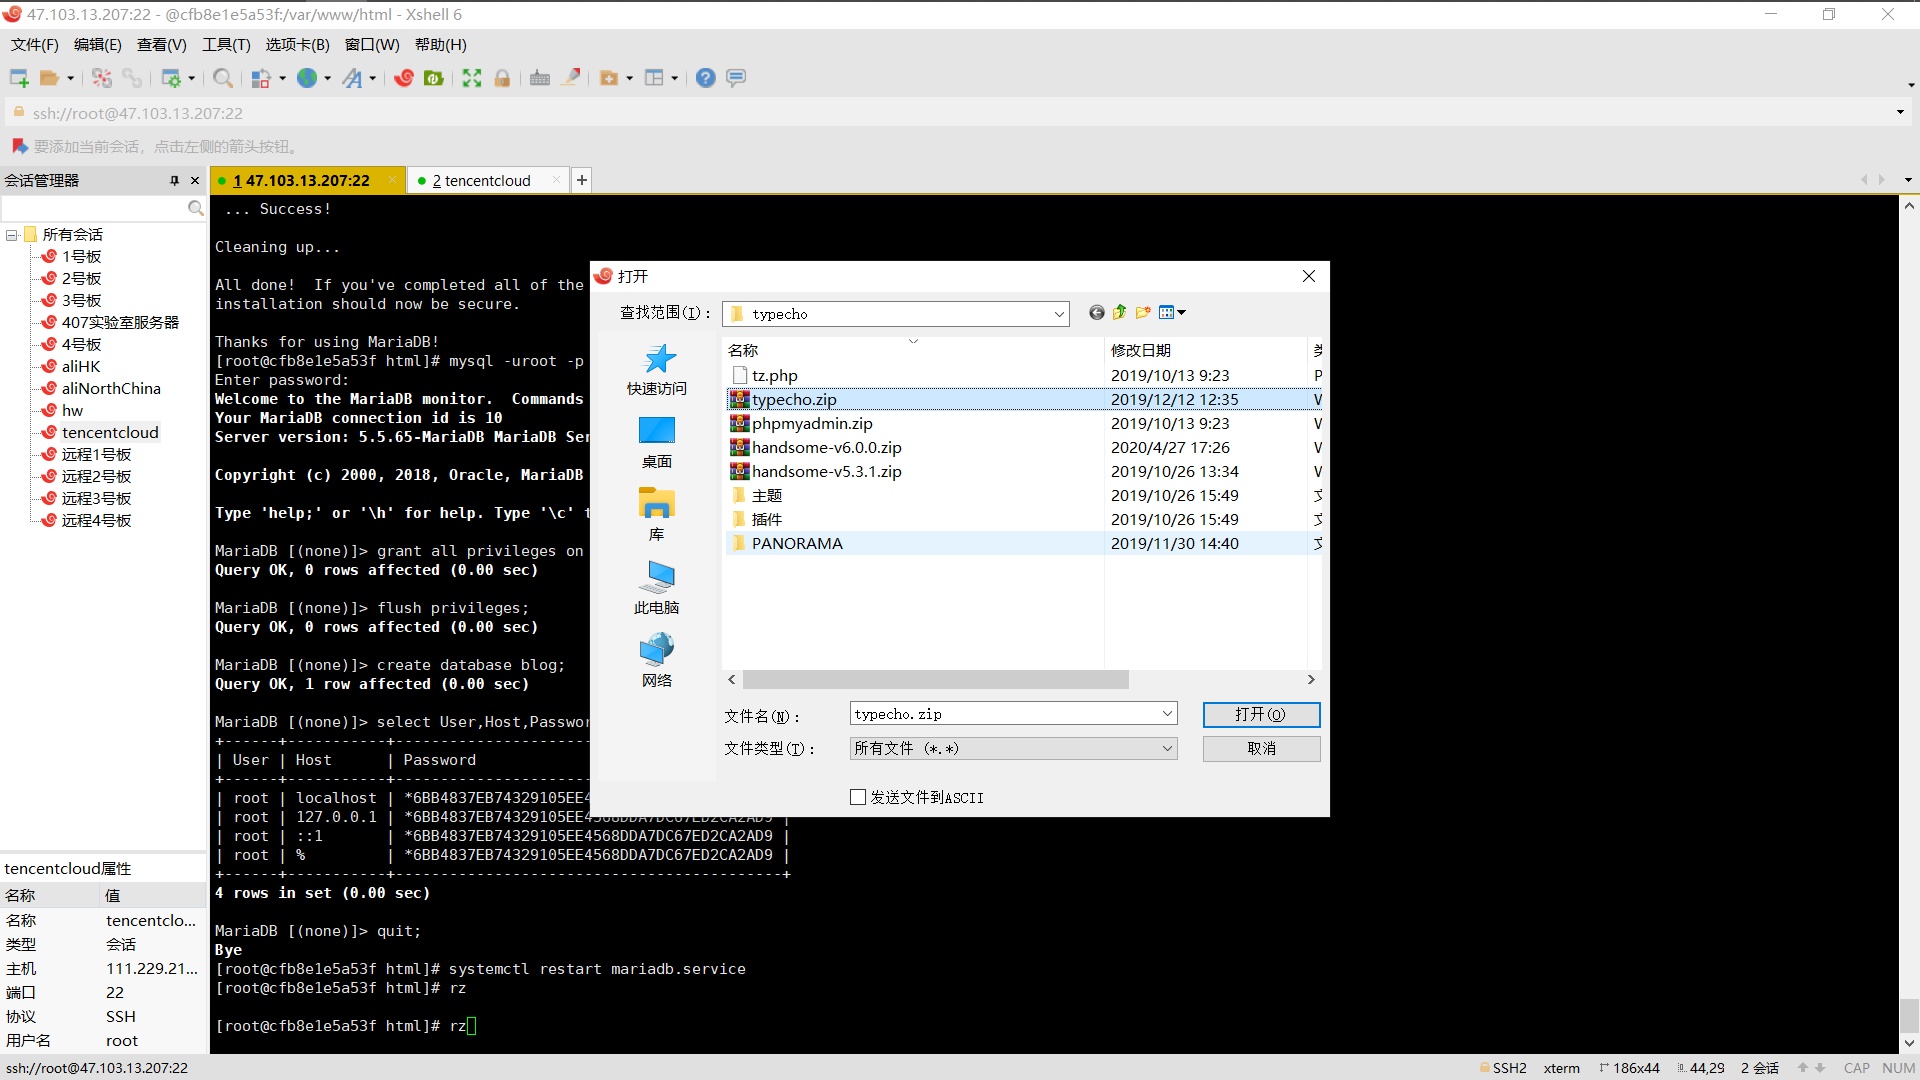 47.103.13.207:22 - @cfb8e1e5a53f:/var/www/html - Xshell 6
文件(F) 编辑(E) 查看(V) 工具(T) 选项卡(B) 窗口(W) 帮助(H)
ssh://root@47.103.13.207:22
要添加当前会话，点击左侧的箭头按钮。
会话管理器
1 47.103.13.207:22
2 tencentcloud
所有会话
1号板
2号板
3号板
407实验室服务器
4号板
aliHK
aliNorthChina
hw
tencentcloud
远程1号板
远程2号板
远程3号板
远程4号板
tencentcloud属性
名称 值
名称 tencentclo...
类型 会话
主机 111.229.21...
端口 22
协议 SSH
用户名 root
... Success!
Cleaning up...
All done!  If you've completed all of the
installation should now be secure.
Thanks for using MariaDB!
[root@cfb8e1e5a53f html]# mysql -uroot -p
Enter password:
Welcome to the MariaDB monitor.  Commands
Your MariaDB connection id is 10
Server version: 5.5.65-MariaDB MariaDB Ser
Copyright (c) 2000, 2018, Oracle, MariaDB
Type 'help;' or '\h' for help. Type '\c' t
MariaDB [(none)]> grant all privileges on
Query OK, 0 rows affected (0.00 sec)
MariaDB [(none)]> flush privileges;
Query OK, 0 rows affected (0.00 sec)
MariaDB [(none)]> create database blog;
Query OK, 1 row affected (0.00 sec)
MariaDB [(none)]> select User,Host,Passwor
+------+-----------+---------------------
| User | Host      | Password
+------+-----------+---------------------
| root | localhost | *6BB4837EB74329105EE4
| root | 127.0.0.1 | *6BB4837EB74329105EE4568DDA7DC67ED2CA2AD9 |
| root | ::1       | *6BB4837EB74329105EE4568DDA7DC67ED2CA2AD9 |
| root | %         | *6BB4837EB74329105EE4568DDA7DC67ED2CA2AD9 |
+------+-----------+-------------------------------------------+
4 rows in set (0.00 sec)
MariaDB [(none)]> quit;
Bye
[root@cfb8e1e5a53f html]# systemctl restart mariadb.service
[root@cfb8e1e5a53f html]# rz
[root@cfb8e1e5a53f html]# rz
打开
查找范围(I)： typecho
快速访问
桌面
库
此电脑
网络
名称 修改日期
tz.php 2019/10/13 9:23 P
typecho.zip 2019/12/12 12:35
phpmyadmin.zip 2019/10/13 9:23
handsome-v6.0.0.zip 2020/4/27 17:26
handsome-v5.3.1.zip 2019/10/26 13:34
主题 2019/10/26 15:49
插件 2019/10/26 15:49
PANORAMA 2019/11/30 14:40
文件名(N)： typecho.zip 打开(O)
文件类型(T)： 所有文件 (*.*) 取消
发送文件到ASCII
ssh://root@47.103.13.207:22 SSH2 xterm 186x44 44,29 2 会话 CAP NUM